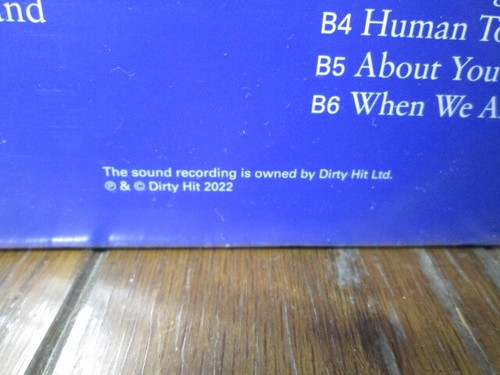 and
B4 Human
B5 About You
B6 When We
The sound recording is owned by Dirty Hit Ltd.
℗ & © Dirty Hit 2022